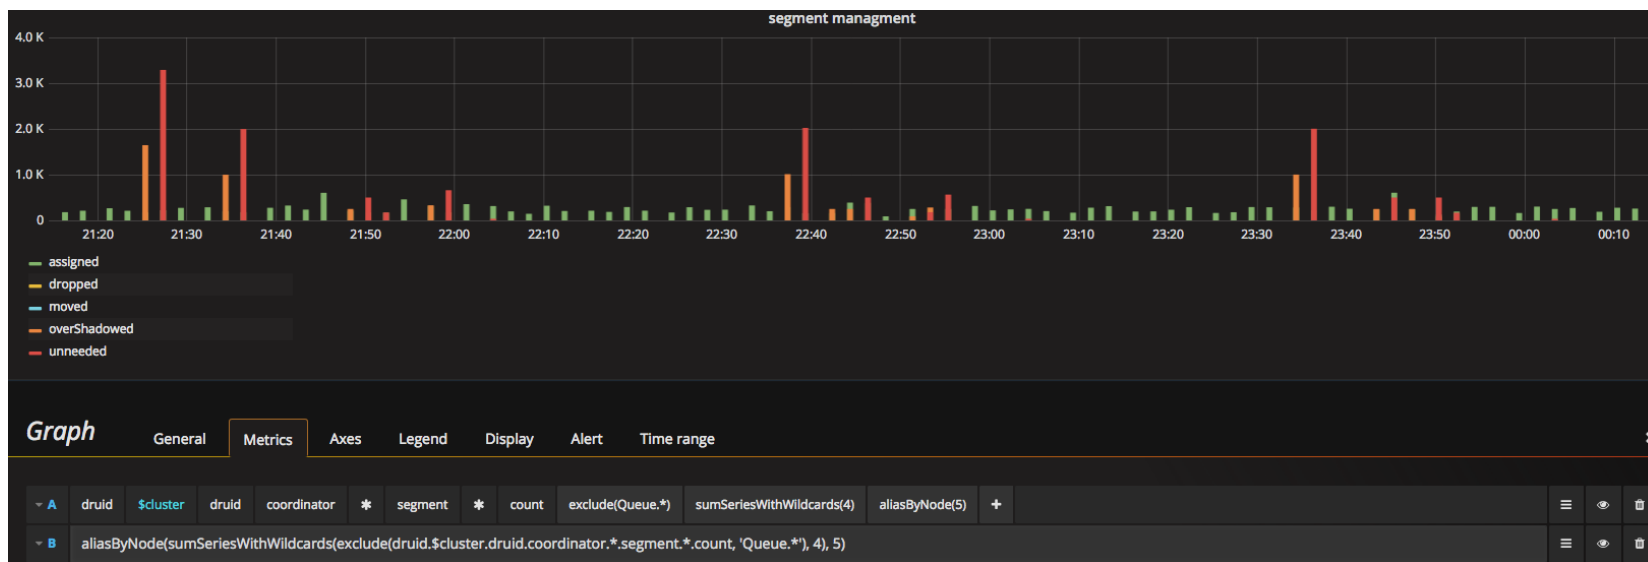 segment managment
4.0 K
3.0 K
2.0 K
1.0 K
0
21:20 21:30 21:40 21:50 22:00 22:10 22:20 22:30 22:40 22:50 23:00 23:10 23:20 23:30 23:40 23:50 00:00 00:10
assigned
dropped
moved
overShadowed
unneeded
Graph General Metrics Axes Legend Display Alert Time range
A druid $cluster druid coordinator * segment * count exclude(Queue.*) sumSeriesWithWildcards(4) aliasByNode(5) +
B aliasByNode(sumSeriesWithWildcards(exclude(druid.$cluster.druid.coordinator.*.segment.*.count, 'Queue.*'), 4), 5)